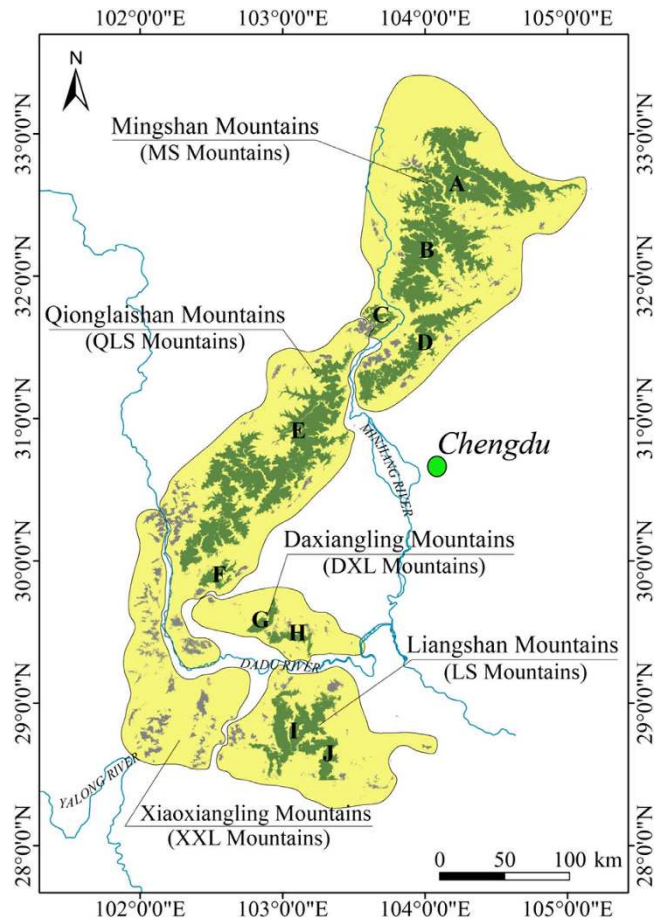 102°0'0"E 103°0'0"E 104°0'0"E 105°0'0"E
N
33°0'0"N
32°0'0"N
31°0'0"N
30°0'0"N
29°0'0"N
28°0'0"N
Mingshan Mountains
(MS Mountains)
A
B
C
D
Qionglaishan Mountains
(QLS Mountains)
E
MINJIANG RIVER
Chengdu
Daxiangling Mountains
(DXL Mountains)
F
G
H
DADU RIVER
Liangshan Mountains
(LS Mountains)
I
J
YALONG RIVER
Xiaoxiangling Mountains
(XXL Mountains)
0 50 100 km
33°0'0"N
32°0'0"N
31°0'0"N
30°0'0"N
29°0'0"N
28°0'0"N
102°0'0"E 103°0'0"E 104°0'0"E 105°0'0"E